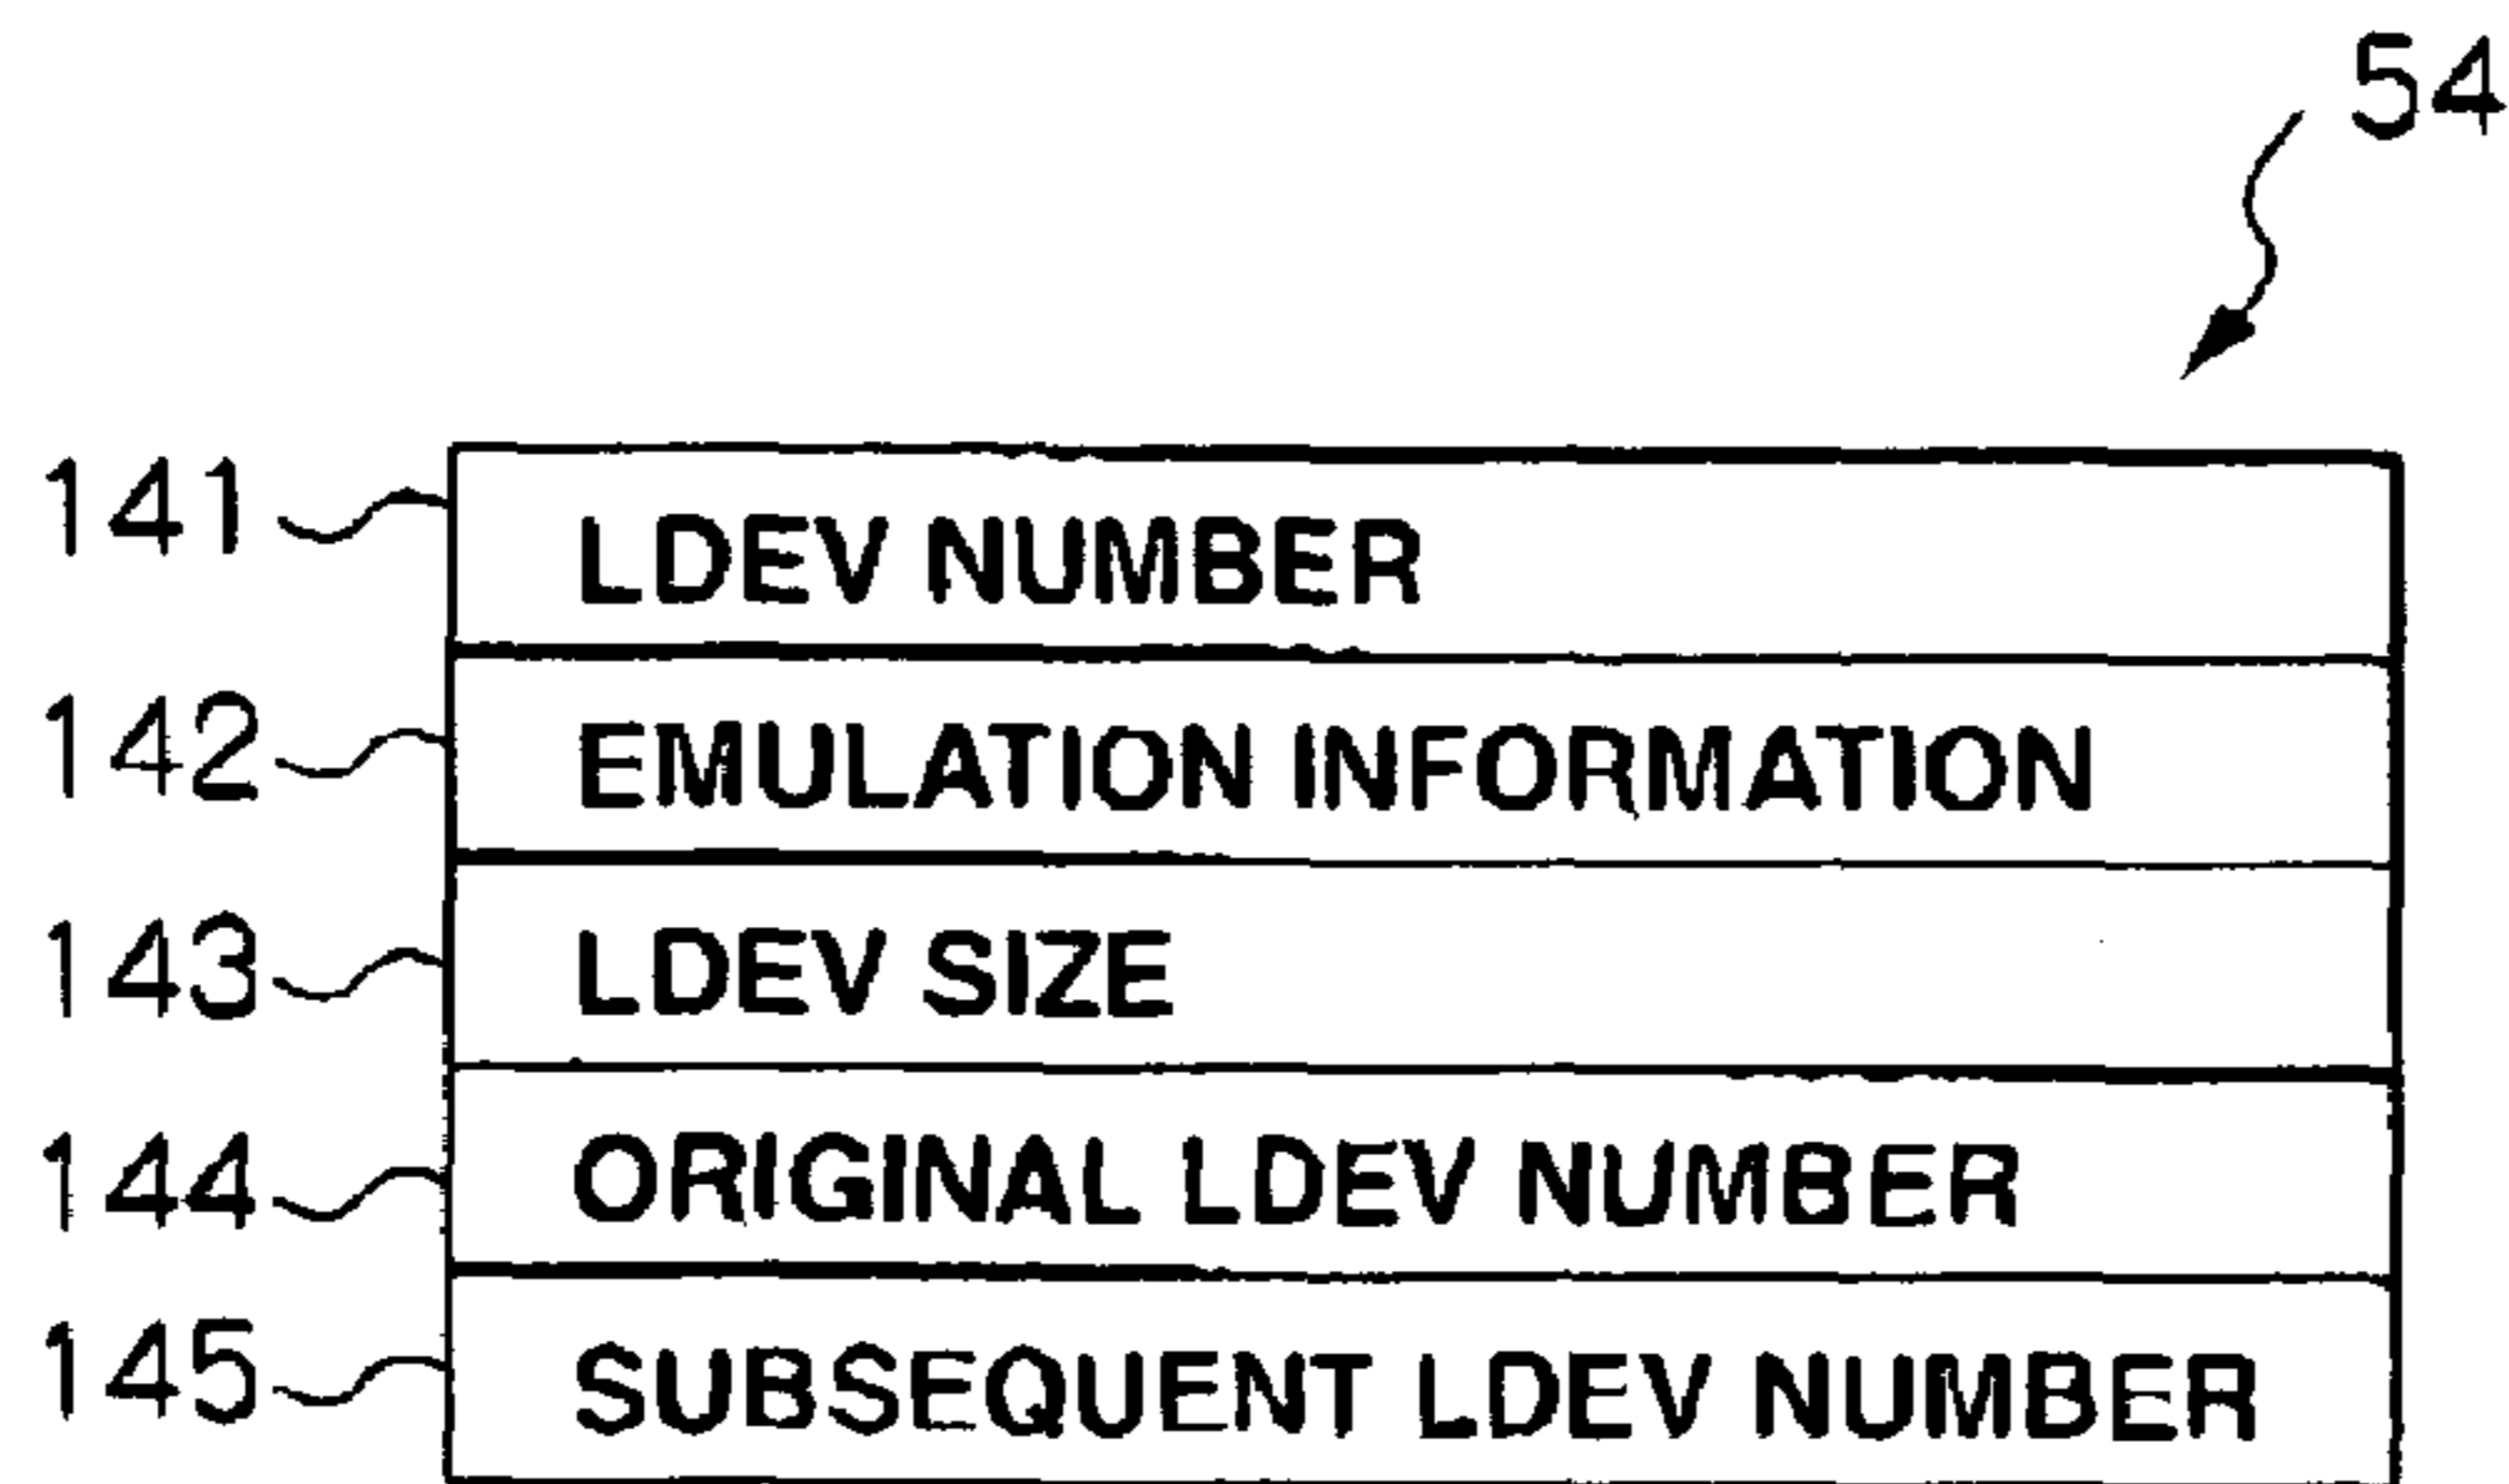 54
141 LDEV NUMBER
142 EMULATION INFORMATION
143 LDEV SIZE
144 ORIGINAL LDEV NUMBER
145 SUBSEQUENT LDEV NUMBER